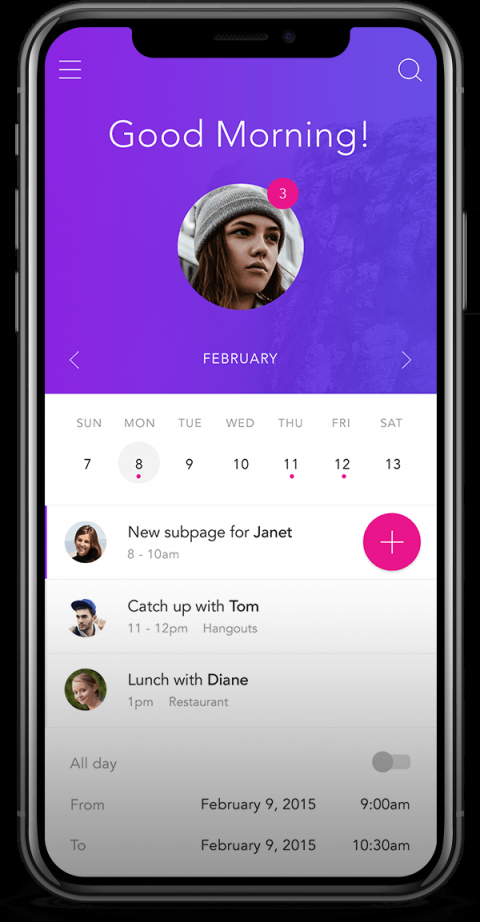 Good Morning!
3
FEBRUARY
SUN MON TUE WED THU FRI SAT
7 8 9 10 11 12 13
New subpage for Janet
8 - 10am
Catch up with Tom
11 - 12pm Hangouts
Lunch with Diane
1pm Restaurant
All day
From February 9, 2015 9:00am
To February 9, 2015 10:30am